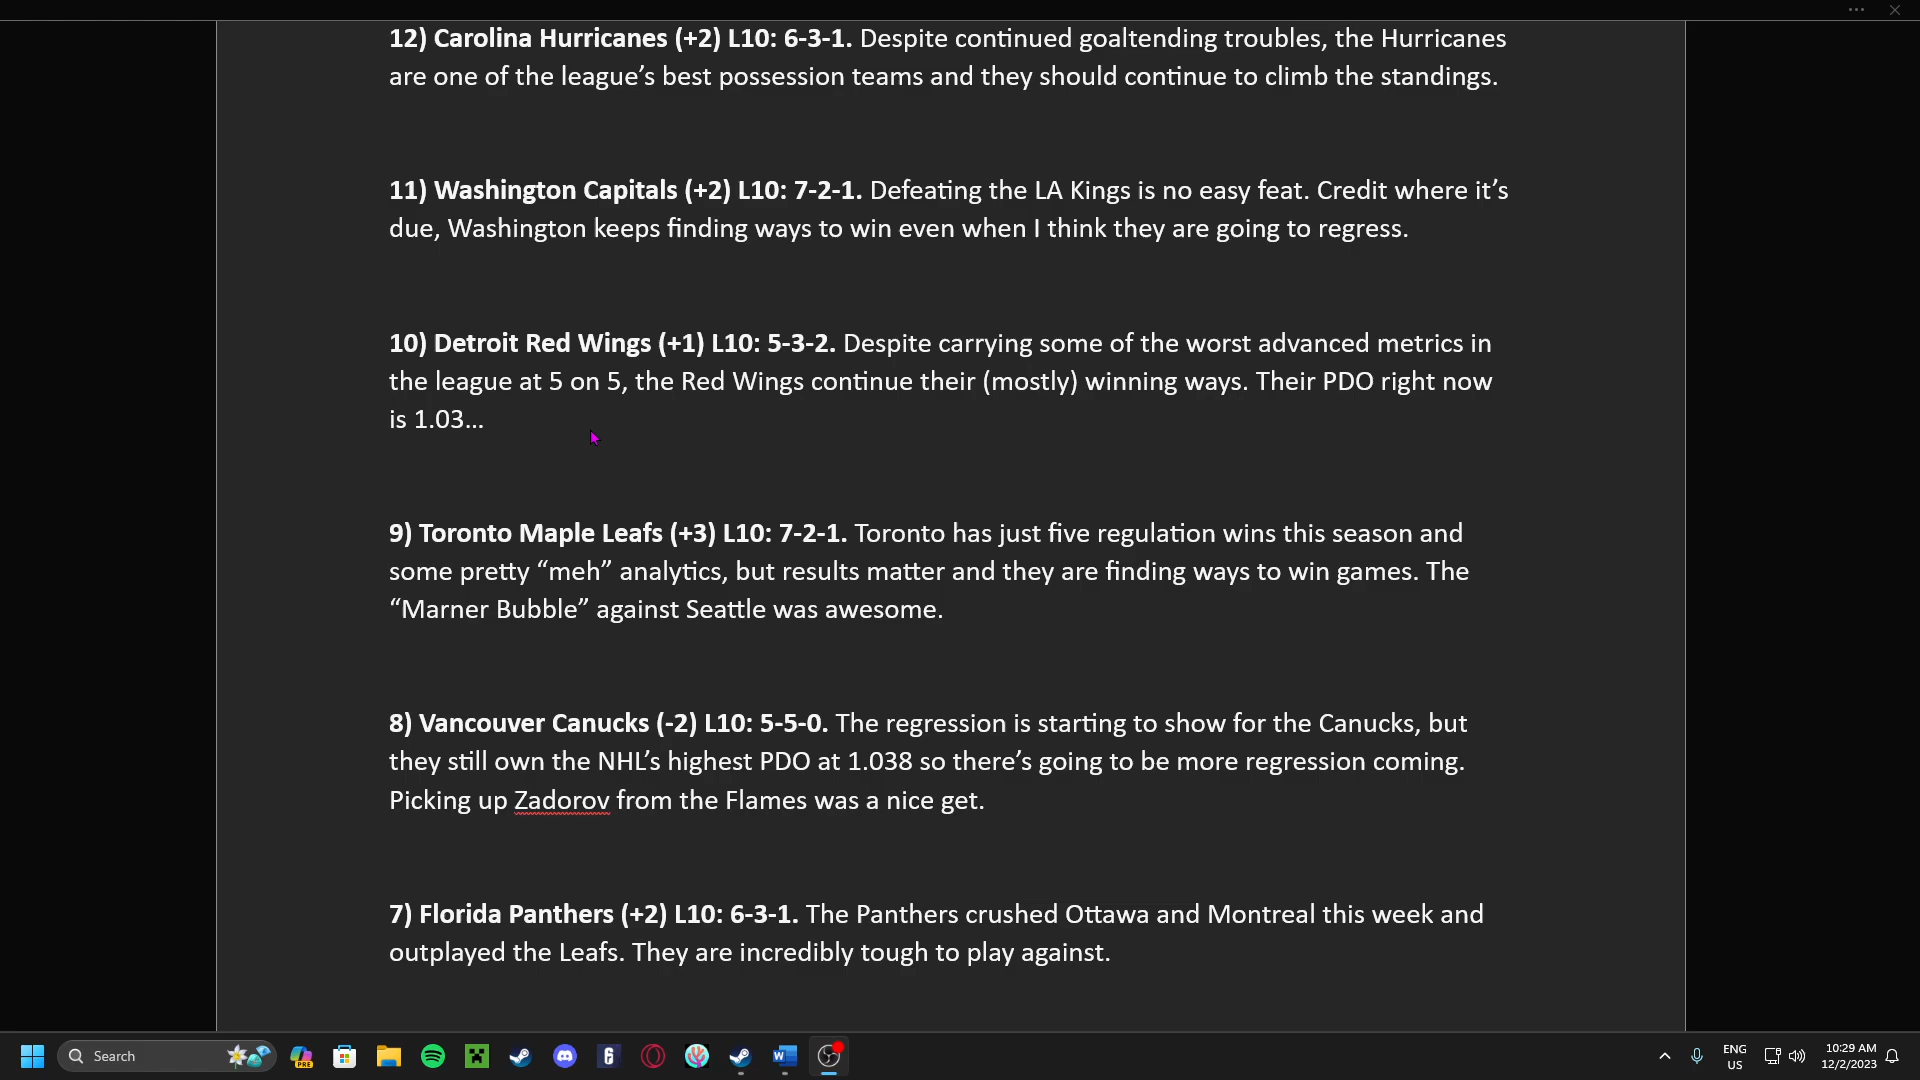 12) Carolina Hurricanes (+2) L10: 6-3-1. Despite continued goaltending troubles, the Hurricanes
are one of the league’s best possession teams and they should continue to climb the standings.
11) Washington Capitals (+2) L10: 7-2-1. Defeating the LA Kings is no easy feat. Credit where it’s
due, Washington keeps finding ways to win even when I think they are going to regress.
10) Detroit Red Wings (+1) L10: 5-3-2. Despite carrying some of the worst advanced metrics in
the league at 5 on 5, the Red Wings continue their (mostly) winning ways. Their PDO right now
is 1.03…
9) Toronto Maple Leafs (+3) L10: 7-2-1. Toronto has just five regulation wins this season and
some pretty “meh” analytics, but results matter and they are finding ways to win games. The
“Marner Bubble” against Seattle was awesome.
8) Vancouver Canucks (-2) L10: 5-5-0. The regression is starting to show for the Canucks, but
they still own the NHL’s highest PDO at 1.038 so there’s going to be more regression coming.
Picking up Zadorov from the Flames was a nice get.
7) Florida Panthers (+2) L10: 6-3-1. The Panthers crushed Ottawa and Montreal this week and
outplayed the Leafs. They are incredibly tough to play against.
Search
PRE
ENG
US
10:29 AM
12/2/2023